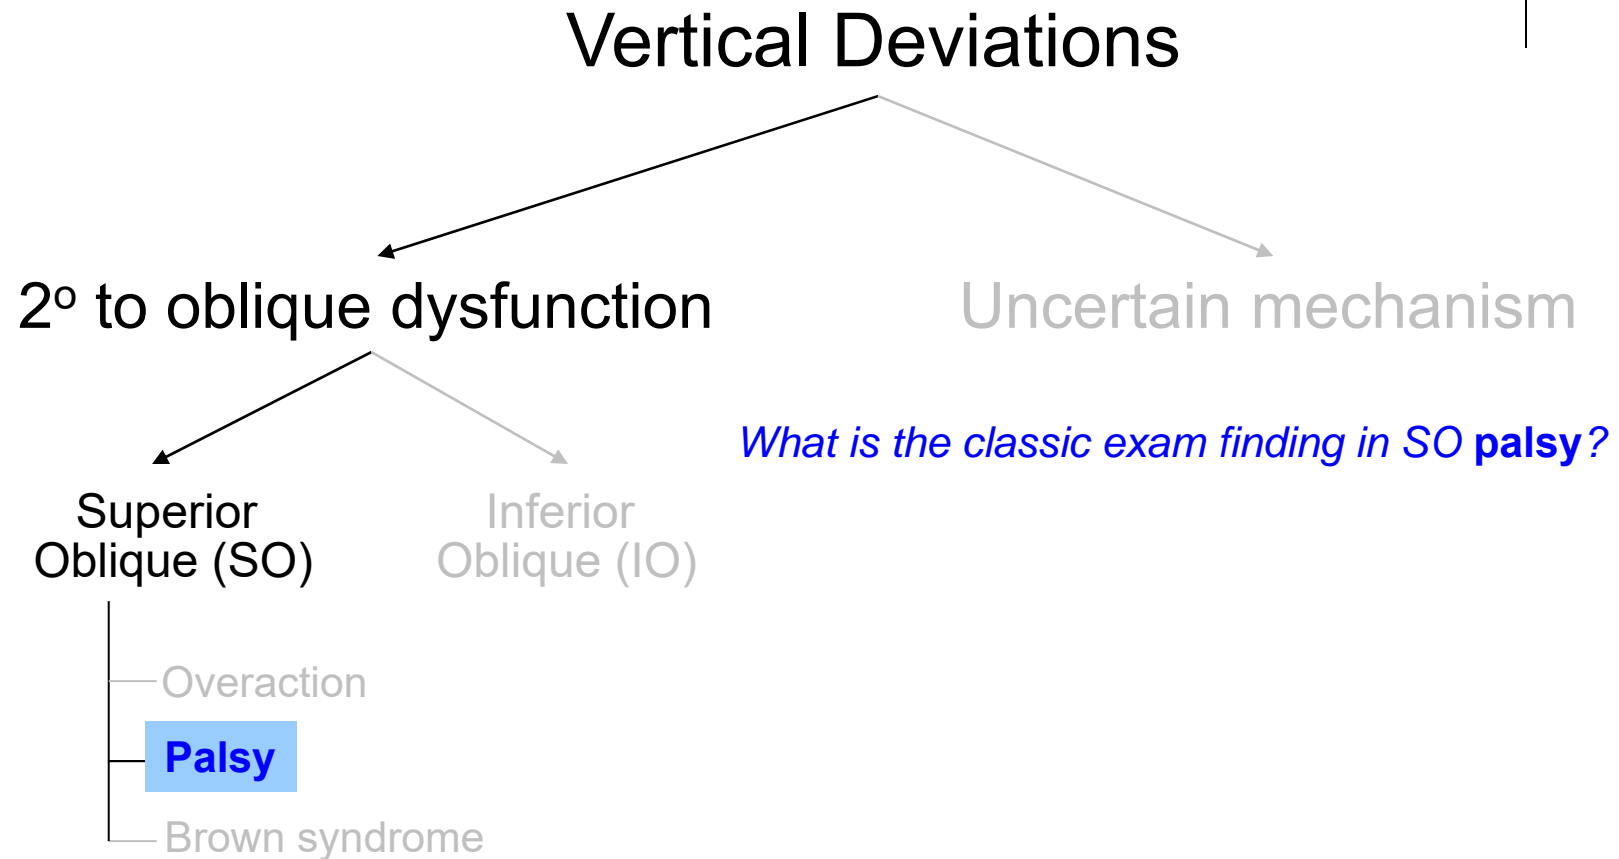 Vertical Deviations
2º to oblique dysfunction
Uncertain mechanism
What is the classic exam finding in SO palsy?
Superior
Oblique (SO)
Inferior
Oblique (IO)
Overaction
Palsy
Brown syndrome